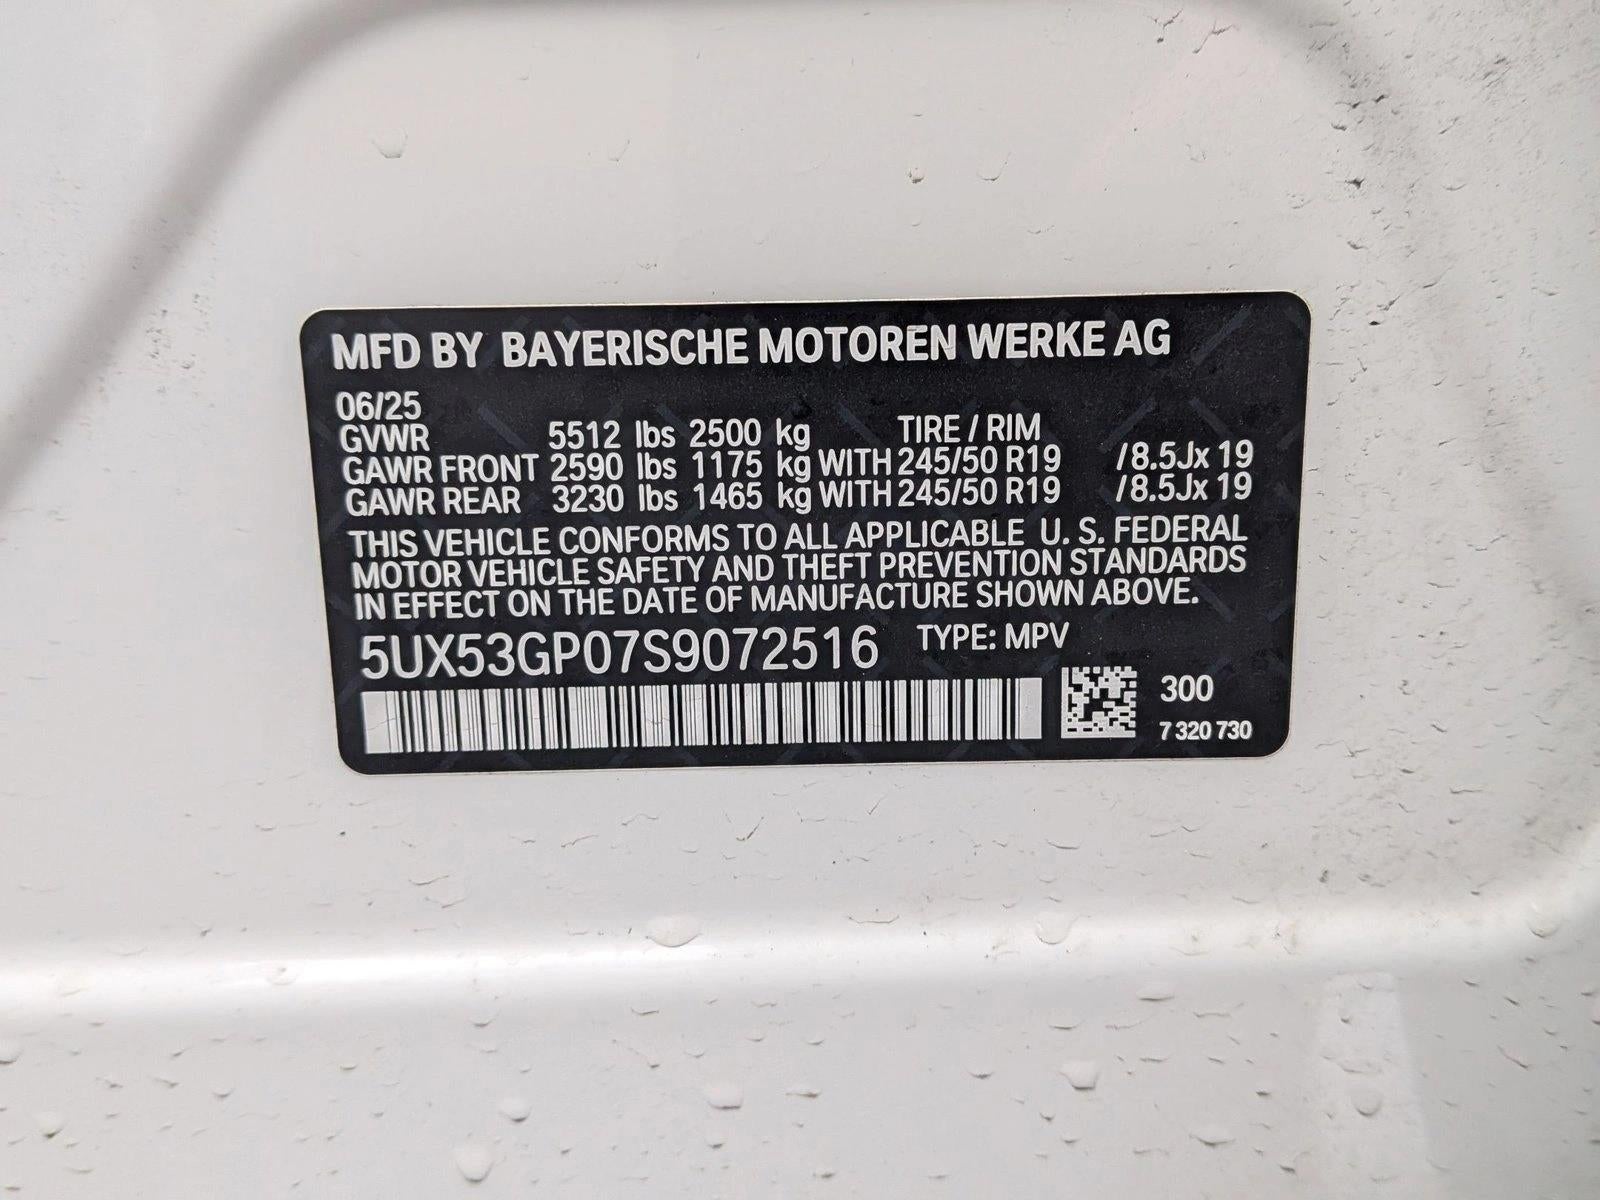 MFD BY BAYERISCHE MOTOREN WERKE AG
06/25
GVWR 5512 lbs 2500 kg TIRE / RIM
GAWR FRONT 2590 lbs 1175 kg WITH 245/50 R19 /8.5Jx 19
GAWR REAR 3230 lbs 1465 kg WITH 245/50 R19 /8.5Jx 19
THIS VEHICLE CONFORMS TO ALL APPLICABLE U. S. FEDERAL
MOTOR VEHICLE SAFETY AND THEFT PREVENTION STANDARDS
IN EFFECT ON THE DATE OF MANUFACTURE SHOWN ABOVE.
5UX53GP07S9072516 TYPE: MPV
300
7 320 730